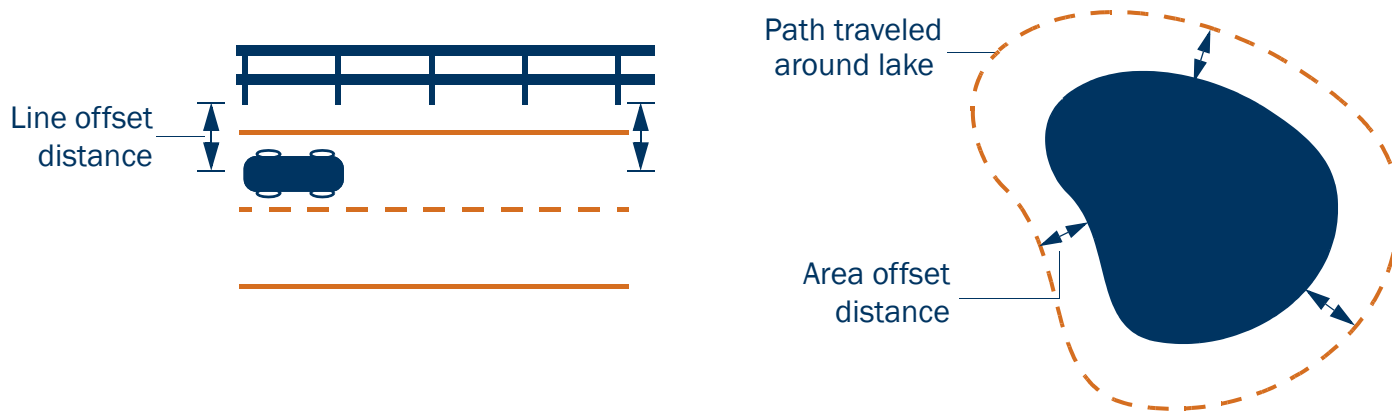 Line offset
distance
Path traveled
around lake
Area offset
distance